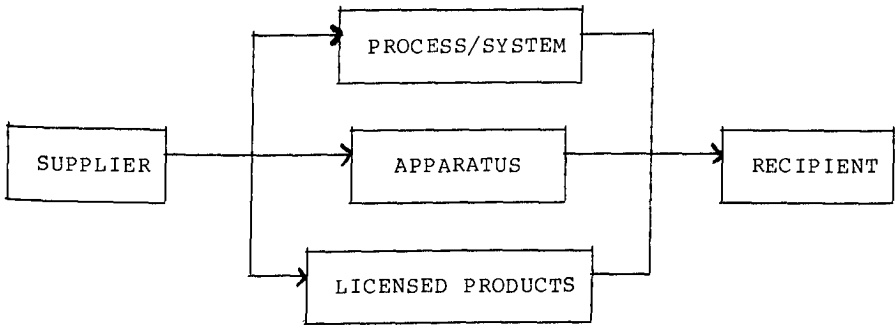 PROCESS/SYSTEM
SUPPLIER
APPARATUS
RECIPIENT
LICENSED PRODUCTS